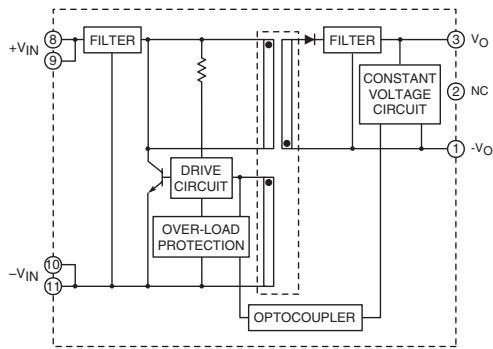 8
+VIN
9
FILTER
FILTER
3
VO
CONSTANT
VOLTAGE
CIRCUIT
2
NC
1
-VO
DRIVE
CIRCUIT
OVER-LOAD
PROTECTION
10
–VIN
11
OPTOCOUPLER